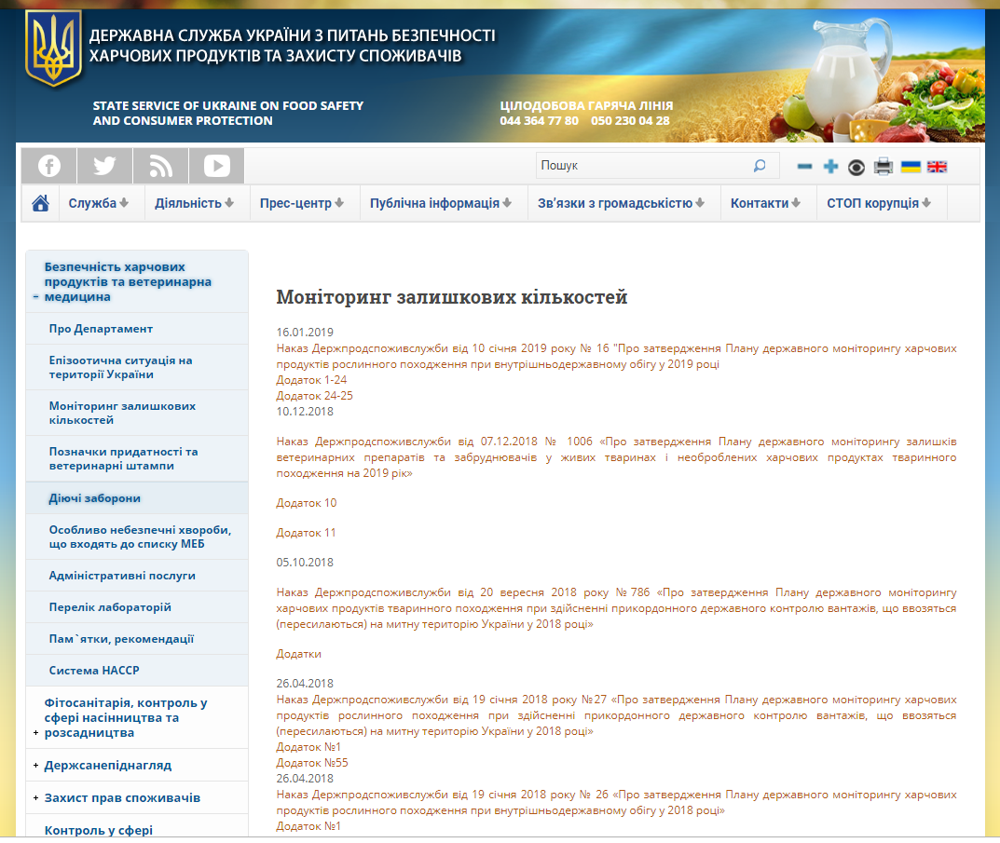 ДЕРЖАВНА СЛУЖБА УКРАЇНИ З ПИТАНЬ БЕЗПЕЧНОСТІ
ХАРЧОВИХ ПРОДУКТІВ ТА ЗАХИСТУ СПОЖИВАЧІВ
STATE SERVICE OF UKRAINE ON FOOD SAFETY
AND CONSUMER PROTECTION
ЦІЛОДОБОВА ГАРЯЧА ЛІНІЯ
044 364 77 80 050 230 04 28
Пошук
Служба
Діяльність
Прес-центр
Публічна інформація
Зв’язки з громадськістю
Контакти
СТОП корупція
Безпечність харчових
продуктів та ветеринарна
– медицина
Про Департамент
Епізоотична ситуація на
території України
Моніторинг залишкових
кількостей
Позначки придатності та
ветеринарні штампи
Діючі заборони
Особливо небезпечні хвороби,
що входять до списку МЕБ
Адміністративні послуги
Перелік лабораторій
Пам`ятки, рекомендації
Система НАССР
Фітосанітарія, контроль у
сфері насінництва та
+ розсадництва
+ Держсанепіднагляд
+ Захист прав споживачів
Контроль у сфері
Моніторинг залишкових кількостей
16.01.2019
Наказ Держпродспоживслужби від 10 січня 2019 року № 16 "Про затвердження Плану державного моніторингу харчових
продуктів рослинного походження при внутрішньодержавному обігу у 2019 році
Додаток 1-24
Додаток 24-25
10.12.2018
Наказ Держпродспоживслужби від 07.12.2018 № 1006 «Про затвердження Плану державного моніторингу залишків
ветеринарних препаратів та забруднювачів у живих тваринах і необроблених харчових продуктах тваринного
походження на 2019 рік»
Додаток 10
Додаток 11
05.10.2018
Наказ Держпродспоживслужби від 20 вересня 2018 року №786 «Про затвердження Плану державного моніторингу
харчових продуктів тваринного походження при здійсненні прикордонного державного контролю вантажів, що ввозяться
(пересилаються) на митну територію України у 2018 році»
Додатки
26.04.2018
Наказ Держпродспоживслужби від 19 січня 2018 року №27 «Про затвердження Плану державного моніторингу харчових
продуктів рослинного походження при здійсненні прикордонного державного контролю вантажів, що ввозяться
(пересилаються) на митну територію України у 2018 році»
Додаток №1
Додаток №55
26.04.2018
Наказ Держпродспоживслужби від 19 січня 2018 року № 26 «Про затвердження Плану державного моніторингу харчових
продуктів рослинного походження при внутрішньодержавному обігу у 2018 році»
Додаток №1